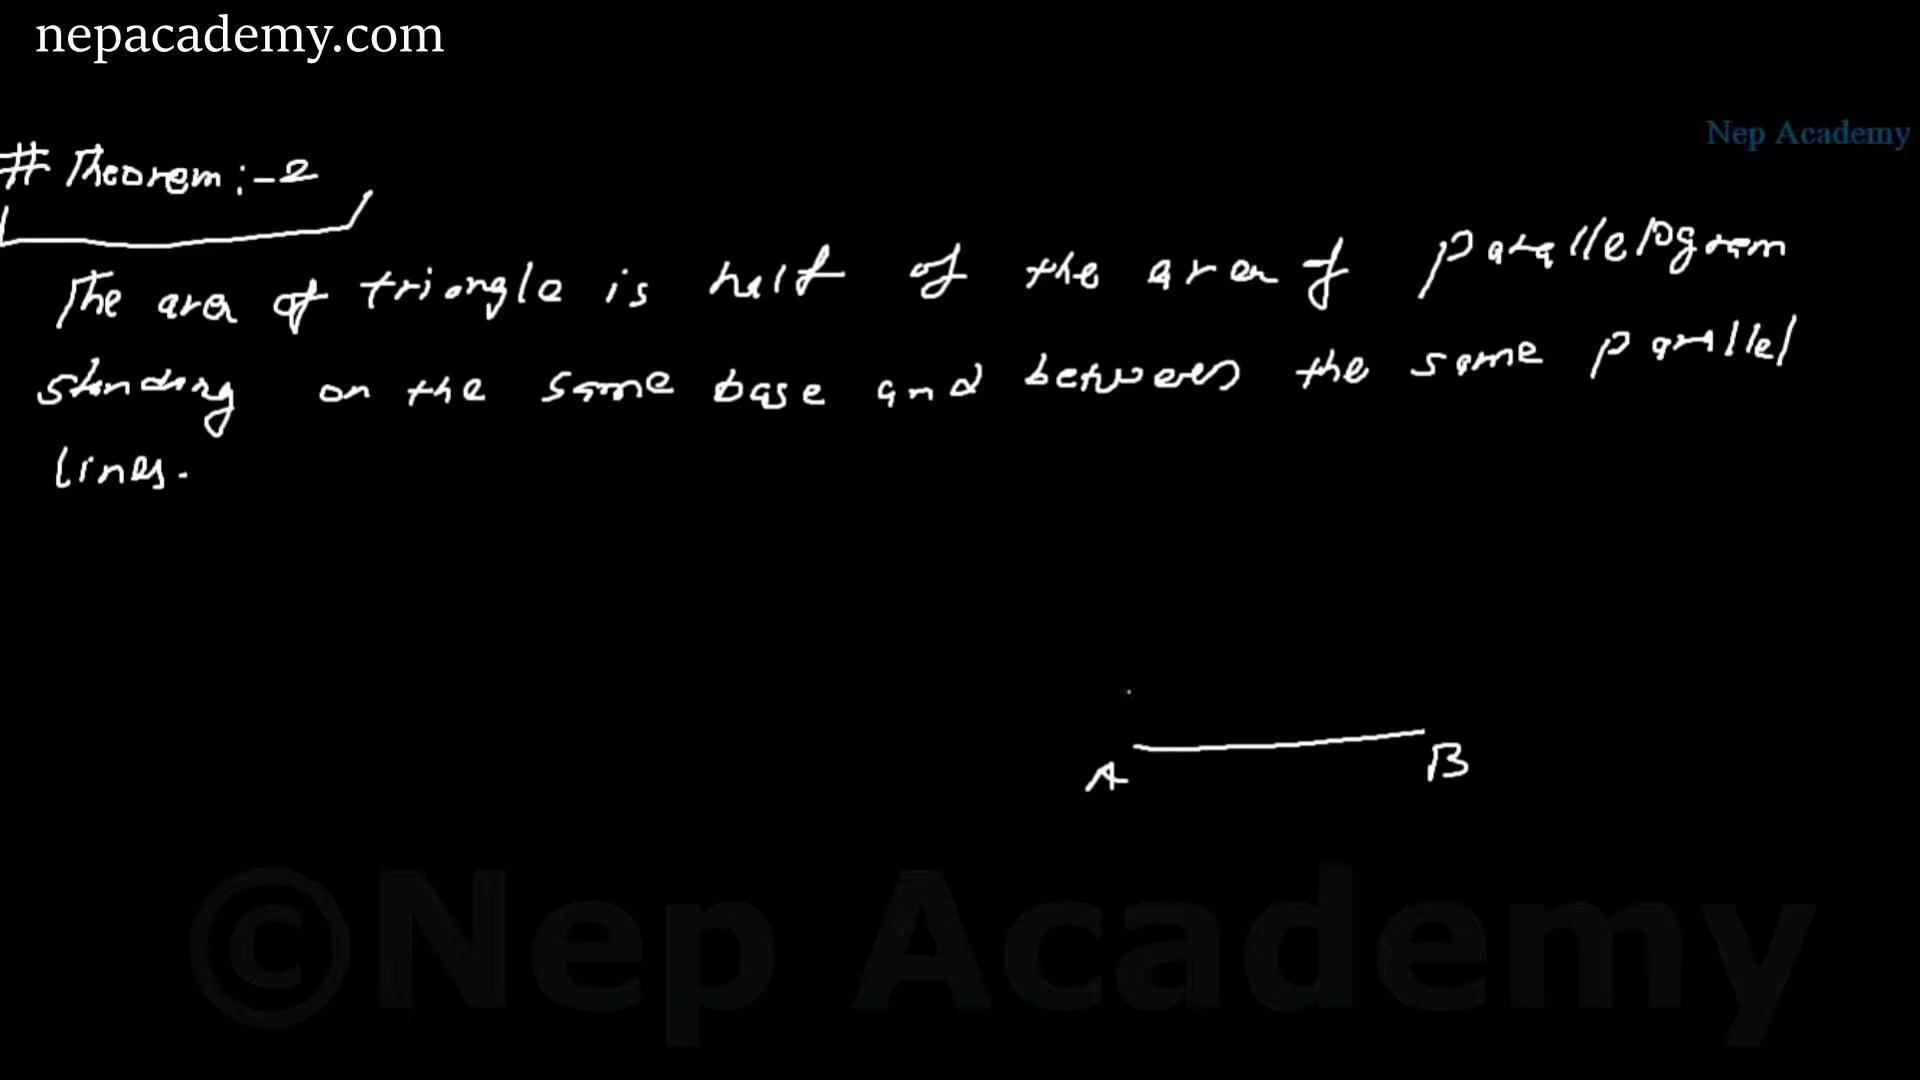 nepacademy.com
Nep Academy
# Theorem :- 2
The area of triangle is half of the area of parallelogram
standing on the same base and between the same parallel
lines.
A B
©Nep Academy